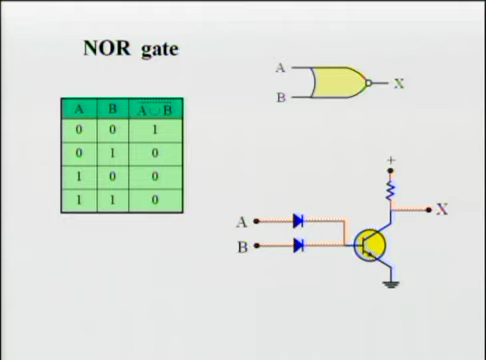 NOR gate
A
X
B
A B A∪B
0 0 1
0 1 0
1 0 0
1 1 0
+
X
A
B